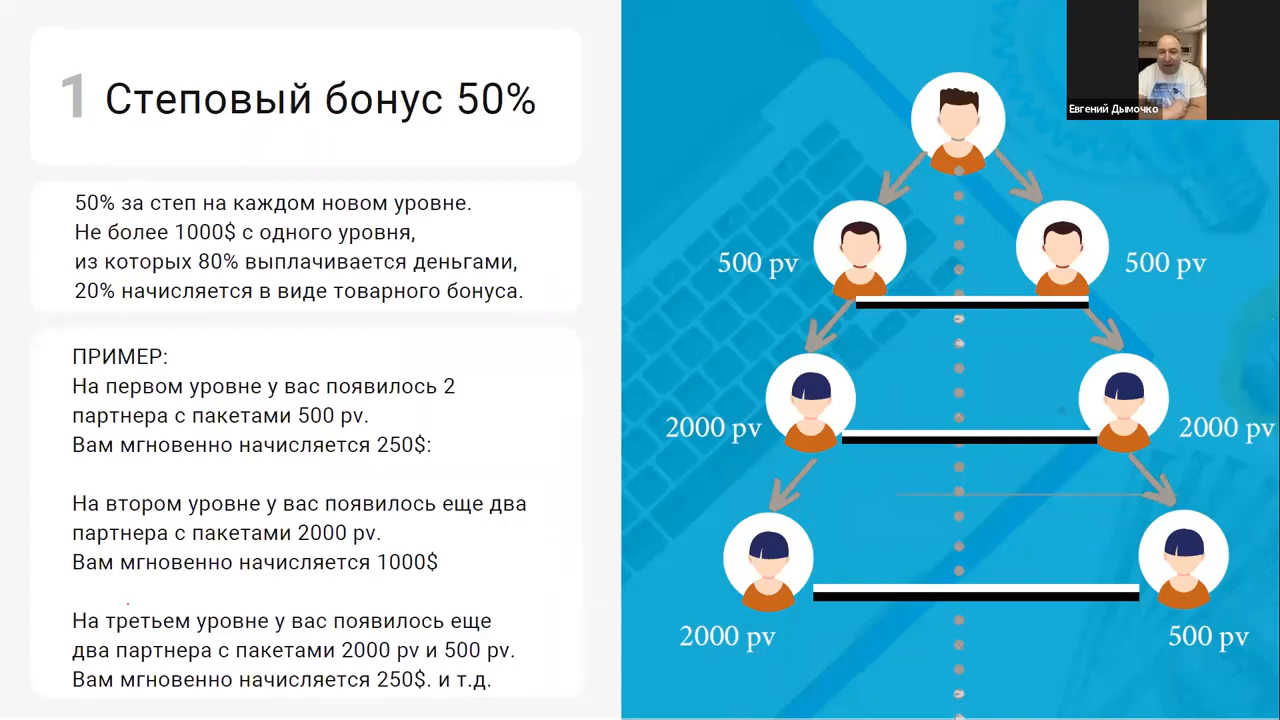 1 Степовый бонус 50%
50% за степ на каждом новом уровне.
Не более 1000$ с одного уровня,
из которых 80% выплачивается деньгами,
20% начисляется в виде товарного бонуса.
ПРИМЕР:
На первом уровне у вас появилось 2
партнера с пакетами 500 pv.
Вам мгновенно начисляется 250$:
На втором уровне у вас появилось еще два
партнера с пакетами 2000 pv.
Вам мгновенно начисляется 1000$
На третьем уровне у вас появилось еще
два партнера с пакетами 2000 pv и 500 pv.
Вам мгновенно начисляется 250$. и т.д.
Евгений Дымочко
500 pv
500 pv
2000 pv
2000 pv
2000 pv
500 pv